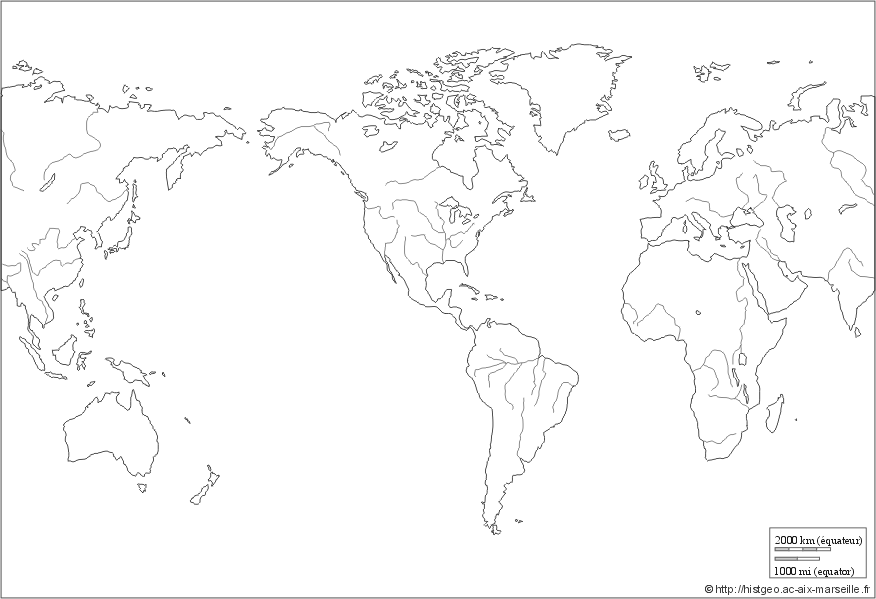 2000 km (équateur)
1000 mi (equator)
© http://histgeo.ac-aix-marseille.fr